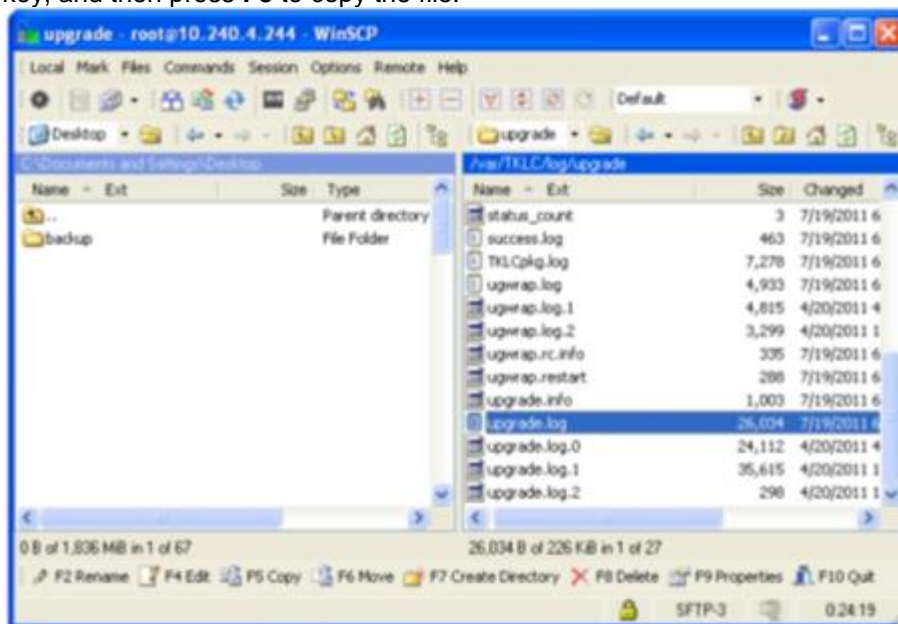 key, and then press F5 to copy the file.
upgrade - root@10.240.4.244 - WinSCP
Local Mark Files Commands Session Options Remote Help
Default
Desktop
upgrade
C:\Documents and Settings\Desktop
/var/TKLC/log/upgrade
Name Ext Size Type
Name Ext Size Changed
.. Parent directory
backup File Folder
status_count 3 7/19/2011 6
success.log 463 7/19/2011 6
TKLCpkg.log 7,278 7/19/2011 6
ugwrap.log 4,933 7/19/2011 6
ugwrap.log.1 4,815 4/20/2011 4
ugwrap.log.2 3,299 4/20/2011 1
ugwrap.rc.info 335 7/19/2011 6
ugwrap.restart 288 7/19/2011 6
upgrade.info 1,003 7/19/2011 6
upgrade.log 26,034 7/19/2011 6
upgrade.log.0 24,112 4/20/2011 4
upgrade.log.1 35,615 4/20/2011 1
upgrade.log.2 298 4/20/2011 1
0 B of 1,836 MiB in 1 of 67
26,034 B of 226 KiB in 1 of 27
F2 Rename F4 Edit F5 Copy F6 Move F7 Create Directory F8 Delete F9 Properties F10 Quit
SFTP-3 0:24:19